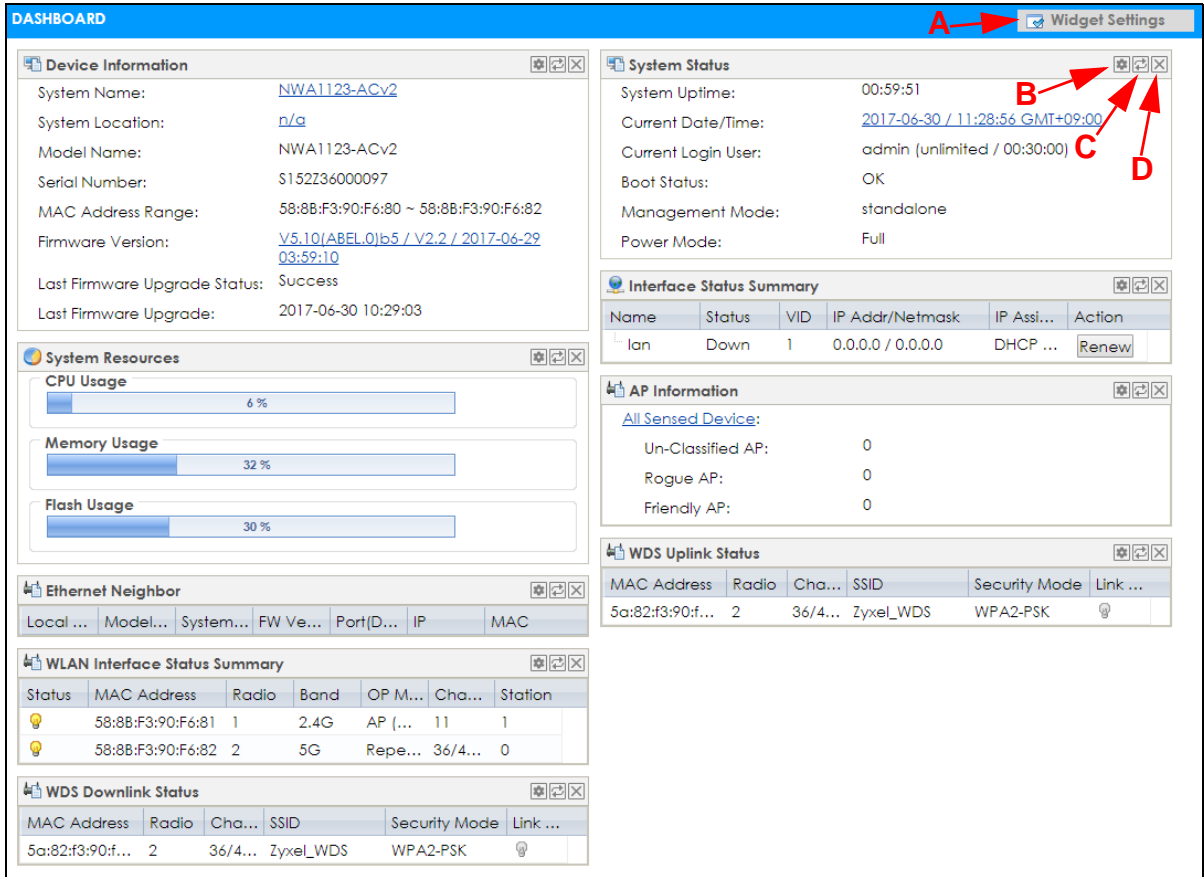 DASHBOARD
A
Widget Settings
Device Information
System Name: NWA1123-ACv2
System Location: n/a
Model Name: NWA1123-ACv2
Serial Number: S152Z36000097
MAC Address Range: 58:8B:F3:90:F6:80 ~ 58:8B:F3:90:F6:82
Firmware Version: V5.10(ABEL.0)b5 / V2.2 / 2017-06-29
03:59:10
Last Firmware Upgrade Status: Success
Last Firmware Upgrade: 2017-06-30 10:29:03
System Resources
CPU Usage
6 %
Memory Usage
32 %
Flash Usage
30 %
Ethernet Neighbor
Local ... Model... System... FW Ve... Port(D... IP MAC
WLAN Interface Status Summary
Status MAC Address Radio Band OP M... Cha... Station
58:8B:F3:90:F6:81 1 2.4G AP (... 11 1
58:8B:F3:90:F6:82 2 5G Repe... 36/4... 0
WDS Downlink Status
MAC Address Radio Cha... SSID Security Mode Link ...
5a:82:f3:90:f... 2 36/4... Zyxel_WDS WPA2-PSK
System Status
System Uptime: 00:59:51
B
Current Date/Time: 2017-06-30 / 11:28:56 GMT+09:00
C
Current Login User: admin (unlimited / 00:30:00)
D
Boot Status: OK
Management Mode: standalone
Power Mode: Full
Interface Status Summary
Name Status VID IP Addr/Netmask IP Assi... Action
lan Down 1 0.0.0.0 / 0.0.0.0 DHCP ... Renew
AP Information
All Sensed Device:
Un-Classified AP: 0
Rogue AP: 0
Friendly AP: 0
WDS Uplink Status
MAC Address Radio Cha... SSID Security Mode Link ...
5a:82:f3:90:f... 2 36/4... Zyxel_WDS WPA2-PSK